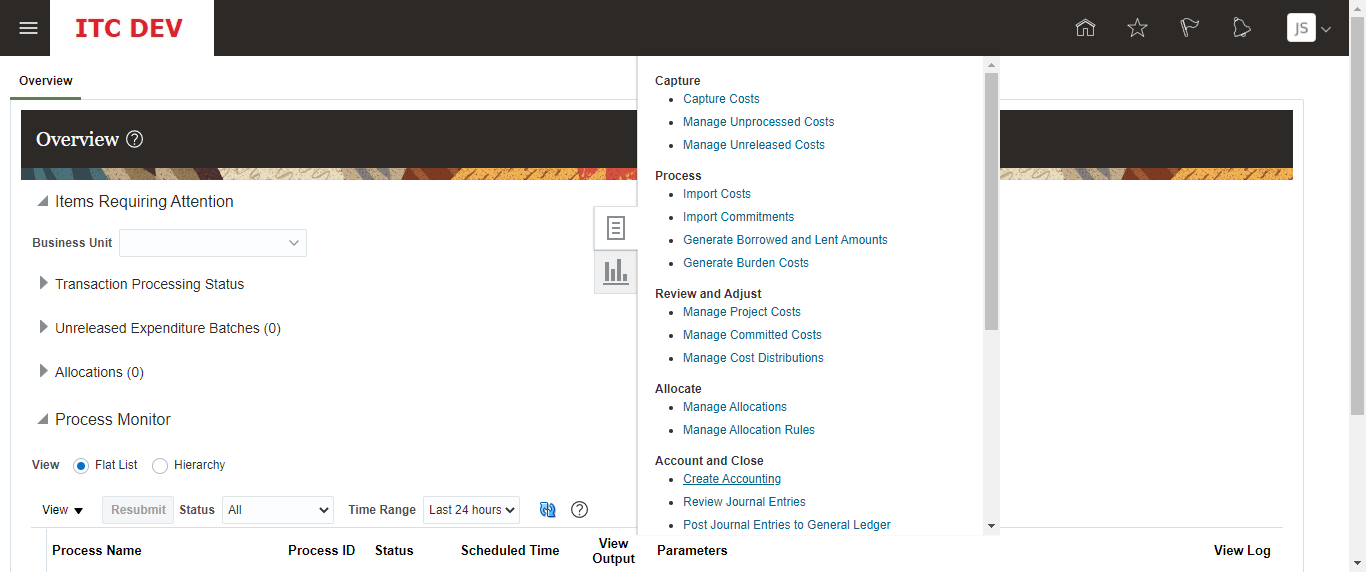 ITC DEV
JS
Overview
Overview
Items Requiring Attention
Business Unit
Transaction Processing Status
Unreleased Expenditure Batches (0)
Allocations (0)
Process Monitor
View Flat List Hierarchy
View Resubmit Status All Time Range Last 24 hours
Process Name Process ID Status Scheduled Time View Output Parameters View Log
Capture
Capture Costs
Manage Unprocessed Costs
Manage Unreleased Costs
Process
Import Costs
Import Commitments
Generate Borrowed and Lent Amounts
Generate Burden Costs
Review and Adjust
Manage Project Costs
Manage Committed Costs
Manage Cost Distributions
Allocate
Manage Allocations
Manage Allocation Rules
Account and Close
Create Accounting
Review Journal Entries
Post Journal Entries to General Ledger